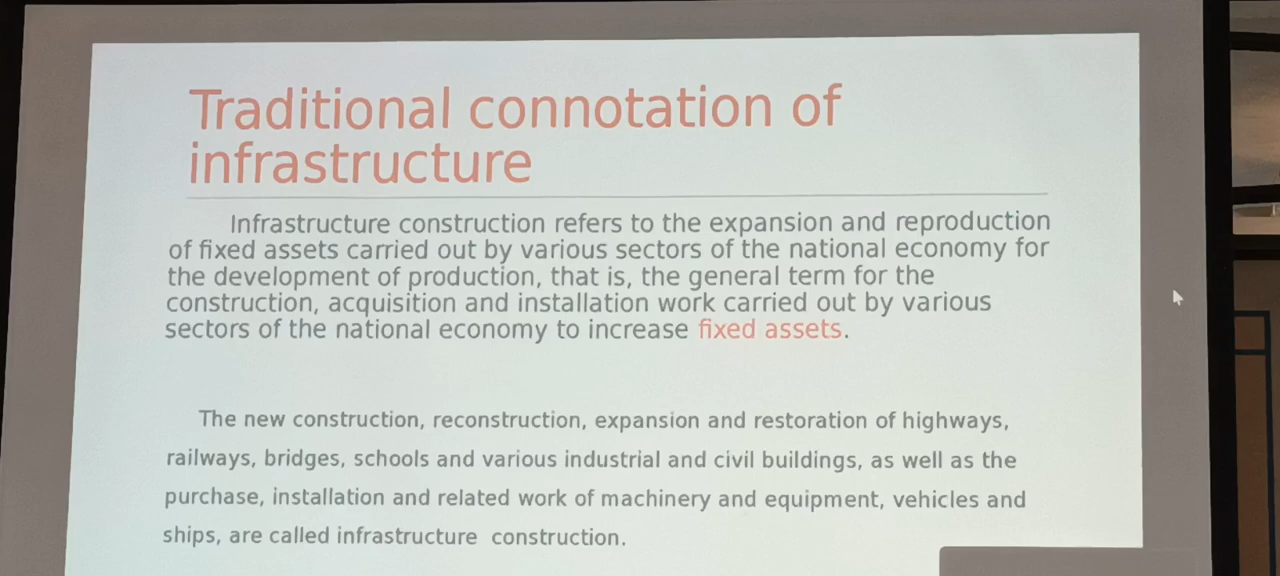 Traditional connotation of
infrastructure
Infrastructure construction refers to the expansion and reproduction
of fixed assets carried out by various sectors of the national economy for
the development of production, that is, the general term for the
construction, acquisition and installation work carried out by various
sectors of the national economy to increase fixed assets.
The new construction, reconstruction, expansion and restoration of highways,
railways, bridges, schools and various industrial and civil buildings, as well as the
purchase, installation and related work of machinery and equipment, vehicles and
ships, are called infrastructure construction.